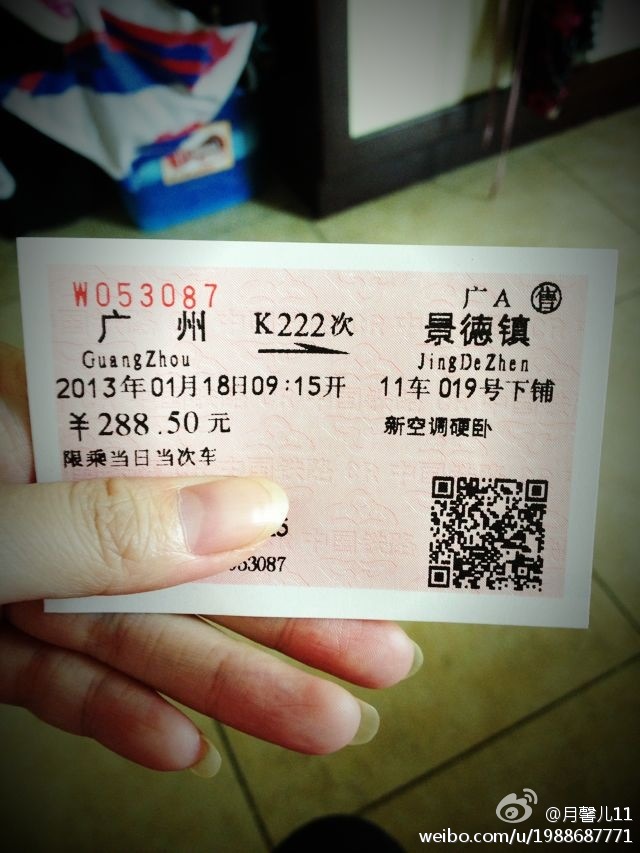 W053087
广A 售
广州 K222次 景德镇
GuangZhou JingDeZhen
2013年01月18日09:15开 11车019号下铺
￥288.50元 新空调硬卧
限乘当日当次车
053087
@月馨儿11
weibo.com/u/1988687771